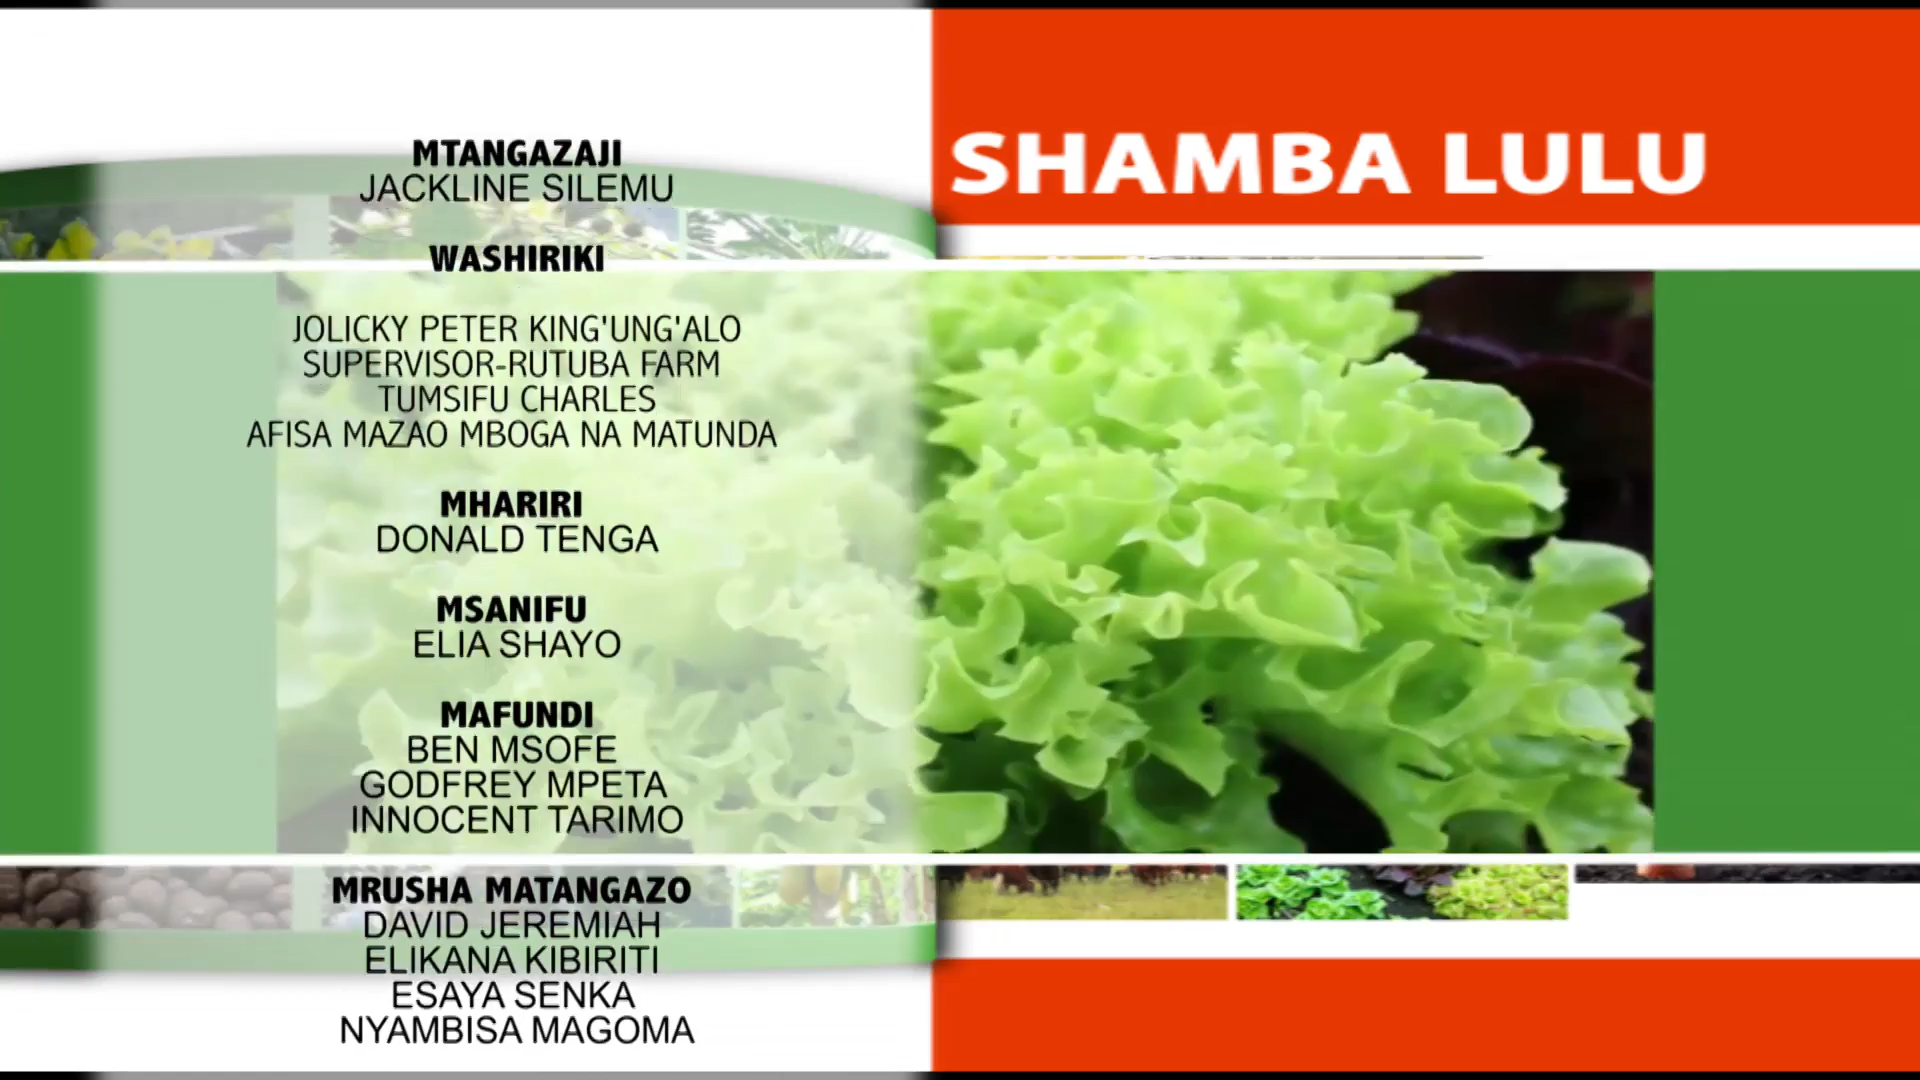 SHAMBA LULU
MTANGAZAJI
JACKLINE SILEMU
WASHIRIKI
JOLICKY PETER KING'UNG'ALO
SUPERVISOR-RUTUBA FARM
TUMSIFU CHARLES
AFISA MAZAO MBOGA NA MATUNDA
MHARIRI
DONALD TENGA
MSANIFU
ELIA SHAYO
MAFUNDI
BEN MSOFE
GODFREY MPETA
INNOCENT TARIMO
MRUSHA MATANGAZO
DAVID JEREMIAH
ELIKANA KIBIRITI
ESAYA SENKA
NYAMBISA MAGOMA